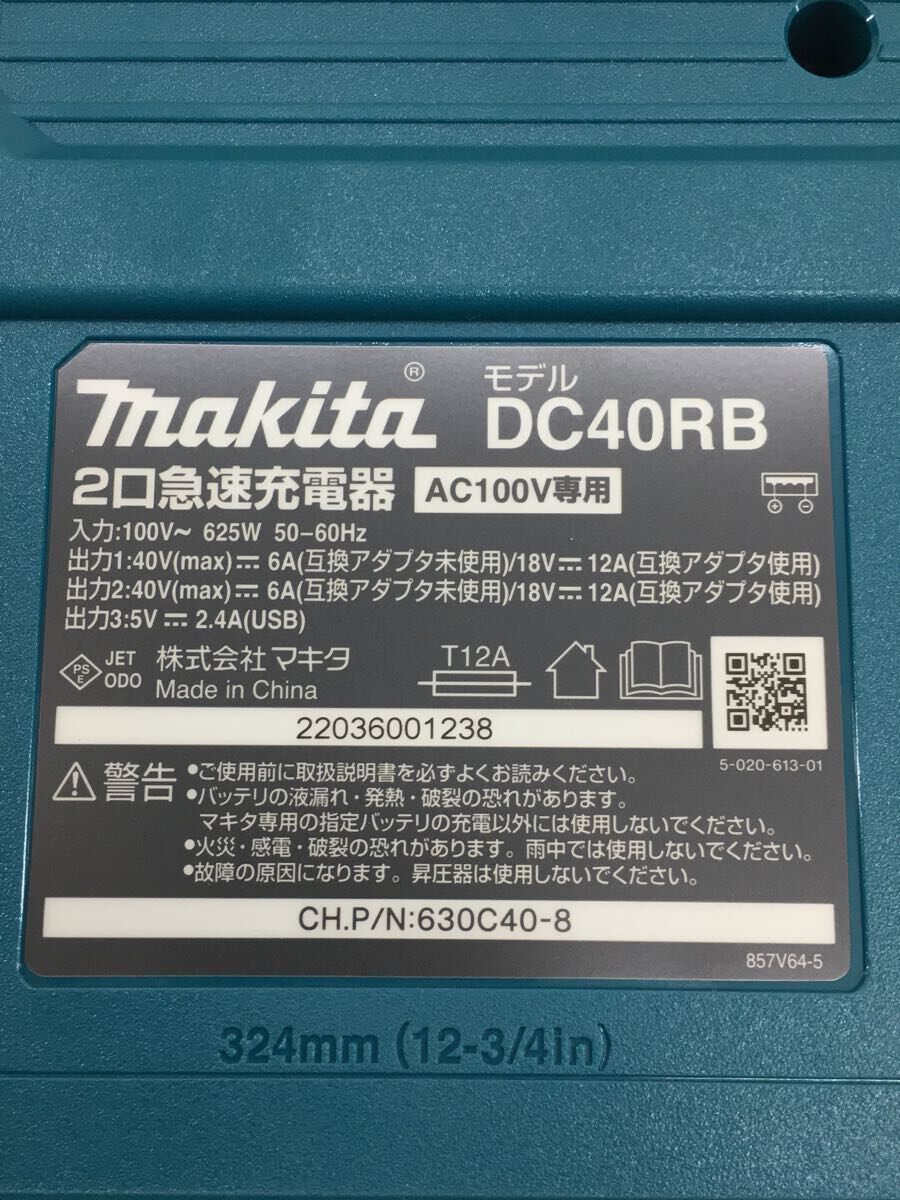 makita®
モデル
DC40RB
2口急速充電器 AC100V専用
入力:100V～ 625W 50-60Hz
出力1:40V(max)⎓ 6A(互換アダプタ未使用)/18V⎓ 12A(互換アダプタ使用)
出力2:40V(max)⎓ 6A(互換アダプタ未使用)/18V⎓ 12A(互換アダプタ使用)
出力3:5V⎓ 2.4A(USB)
PSE
JET
ODO
株式会社マキタ
Made in China
T12A
22036001238
5-020-613-01
警告
•ご使用前に取扱説明書を必ずよくお読みください。
•バッテリの液漏れ・発熱・破裂の恐れがあります。
マキタ専用の指定バッテリの充電以外には使用しないでください。
•火災・感電・破裂の恐れがあります。雨中では使用しないでください。
•故障の原因になります。昇圧器は使用しないでください。
CH.P/N:630C40-8
857V64-5
324mm (12-3/4in)